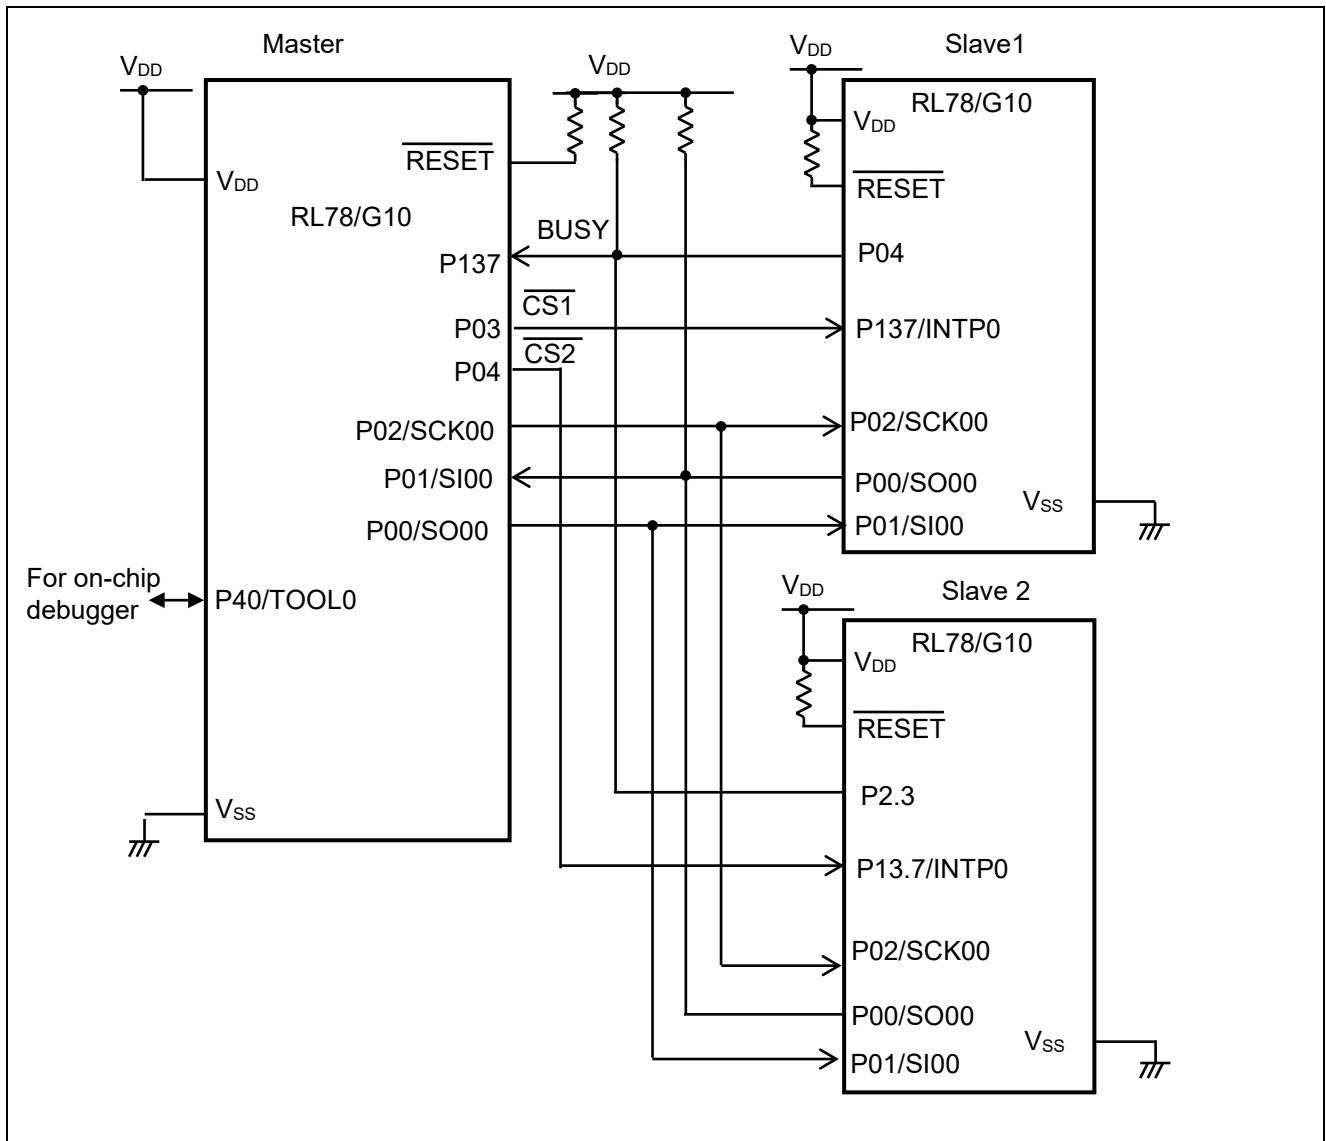 Master
VDD
VDD
RL78/G10
RESET
P137
P03
P04
P02/SCK00
P01/SI00
P00/SO00
For on-chip
debugger
P40/TOOL0
VSS
VDD
BUSY
CS1
CS2
Slave1
VDD
RL78/G10
VDD
RESET
P04
P137/INTP0
P02/SCK00
P00/SO00
VSS
P01/SI00
Slave 2
VDD
RL78/G10
VDD
RESET
P2.3
P13.7/INTP0
P02/SCK00
P00/SO00
VSS
P01/SI00